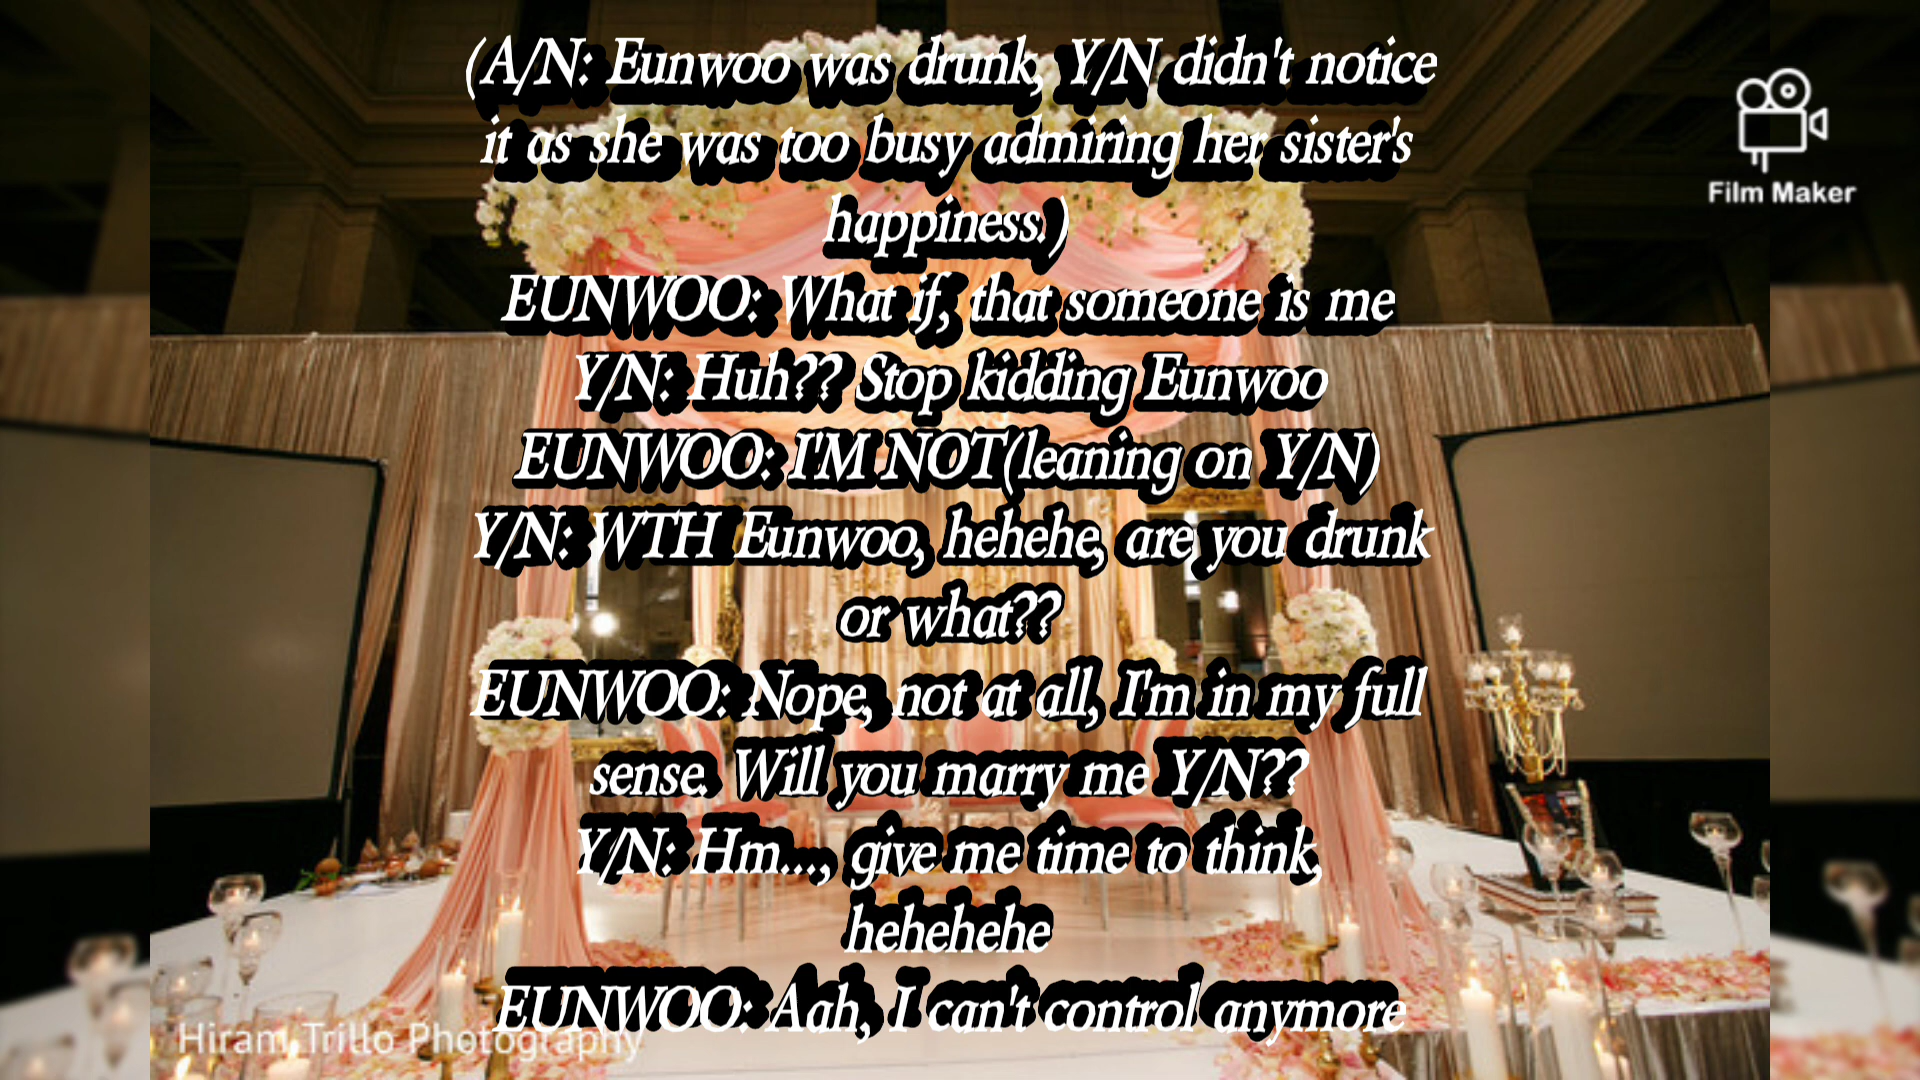 (A/N: Eunwoo was drunk, Y/N didn't notice
it as she was too busy admiring her sister's
happiness.)
EUNWOO: What if, that someone is me
Y/N: Huh?? Stop kidding Eunwoo
EUNWOO: I'M NOT(leaning on Y/N)
Y/N: WTH Eunwoo, hehehe, are you drunk
or what??
EUNWOO: Nope, not at all, I'm in my full
sense. Will you marry me Y/N??
Y/N: Hm..., give me time to think,
hehehehe
EUNWOO: Aah, I can't control anymore
Film Maker
Hiram Trillo Photography